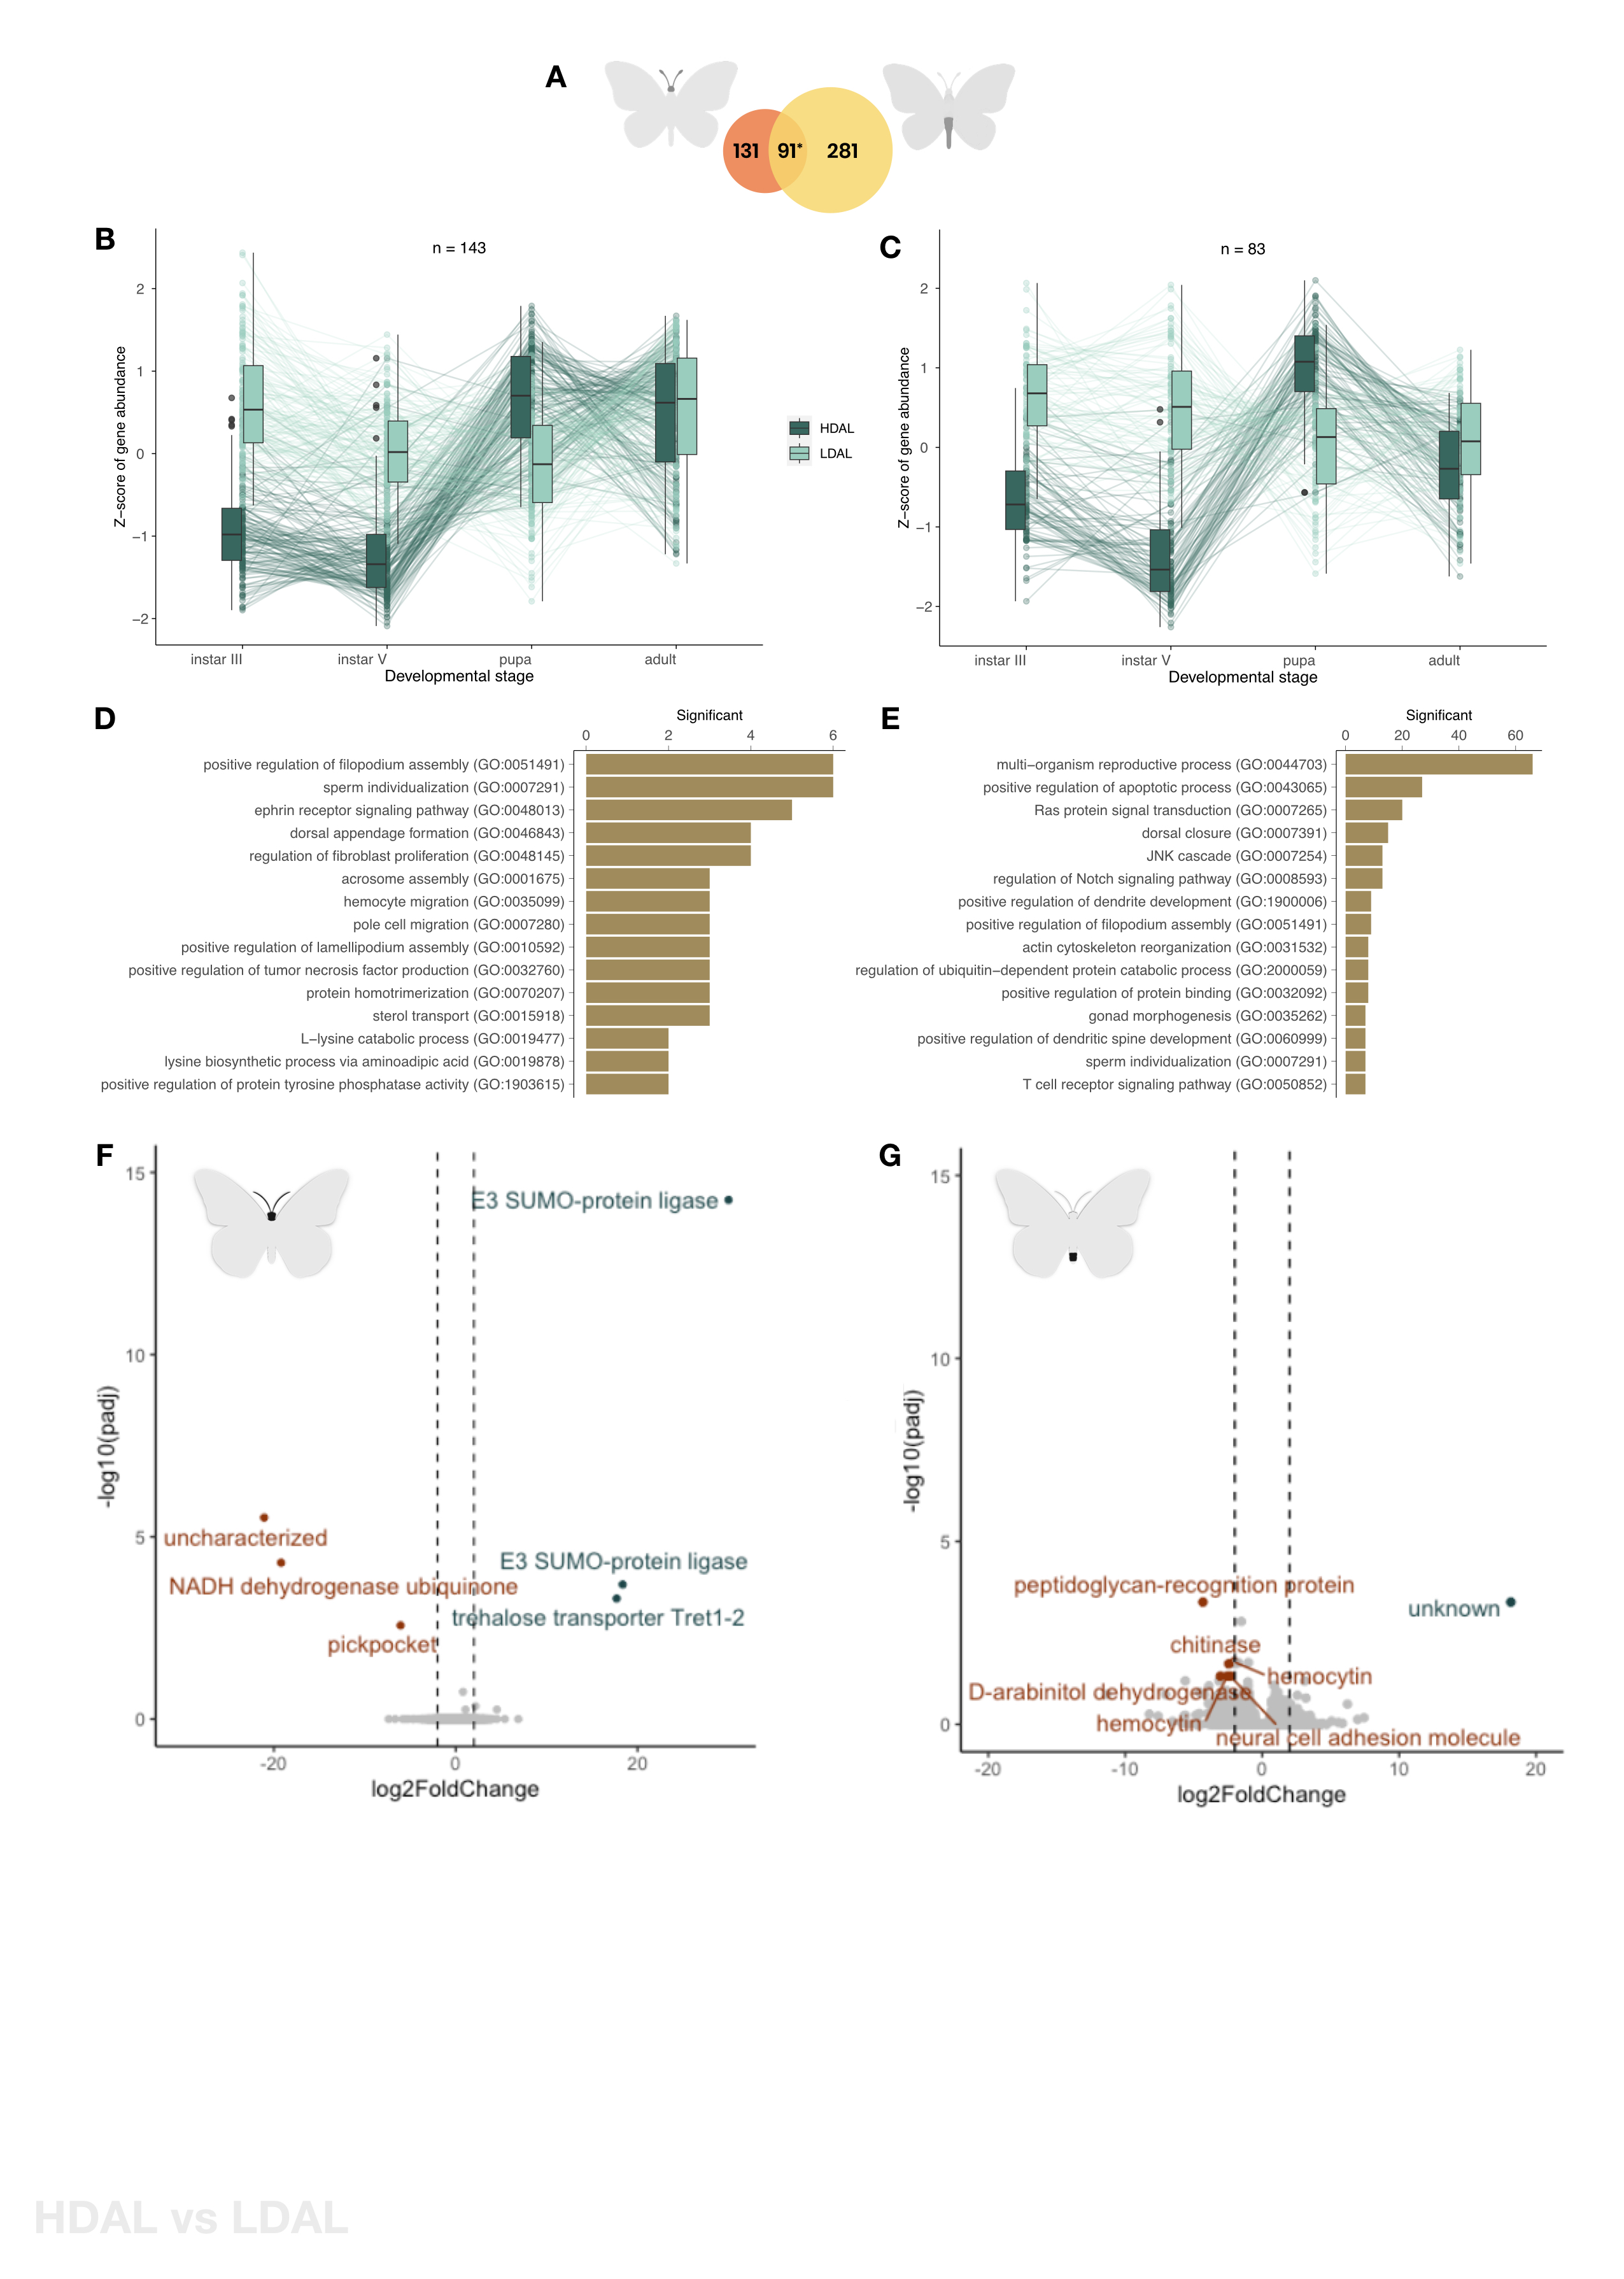 A
131 91* 281
B
n = 143
Z−score of gene abundance
2
1
0
−1
−2
instar III instar V pupa adult
Developmental stage
HDAL
LDAL
C
n = 83
Z−score of gene abundance
2
1
0
−1
−2
instar III instar V pupa adult
Developmental stage
D
Significant
0 2 4 6
positive regulation of filopodium assembly (GO:0051491)
sperm individualization (GO:0007291)
ephrin receptor signaling pathway (GO:0048013)
dorsal appendage formation (GO:0046843)
regulation of fibroblast proliferation (GO:0048145)
acrosome assembly (GO:0001675)
hemocyte migration (GO:0035099)
pole cell migration (GO:0007280)
positive regulation of lamellipodium assembly (GO:0010592)
positive regulation of tumor necrosis factor production (GO:0032760)
protein homotrimerization (GO:0070207)
sterol transport (GO:0015918)
L−lysine catabolic process (GO:0019477)
lysine biosynthetic process via aminoadipic acid (GO:0019878)
positive regulation of protein tyrosine phosphatase activity (GO:1903615)
E
Significant
0 20 40 60
multi−organism reproductive process (GO:0044703)
positive regulation of apoptotic process (GO:0043065)
Ras protein signal transduction (GO:0007265)
dorsal closure (GO:0007391)
JNK cascade (GO:0007254)
regulation of Notch signaling pathway (GO:0008593)
positive regulation of dendrite development (GO:1900006)
positive regulation of filopodium assembly (GO:0051491)
actin cytoskeleton reorganization (GO:0031532)
regulation of ubiquitin−dependent protein catabolic process (GO:2000059)
positive regulation of protein binding (GO:0032092)
gonad morphogenesis (GO:0035262)
positive regulation of dendritic spine development (GO:0060999)
sperm individualization (GO:0007291)
T cell receptor signaling pathway (GO:0050852)
F
-log10(padj)
15
10
5
0
E3 SUMO-protein ligase
uncharacterized
E3 SUMO-protein ligase
NADH dehydrogenase ubiquinone
trehalose transporter Tret1-2
pickpocket
-20 0 20
log2FoldChange
G
-log10(padj)
15
10
5
0
peptidoglycan-recognition protein
unknown
chitinase
hemocytin
D-arabinitol dehydrogenase
hemocytin
neural cell adhesion molecule
-20 -10 0 10 20
log2FoldChange
HDAL vs LDAL